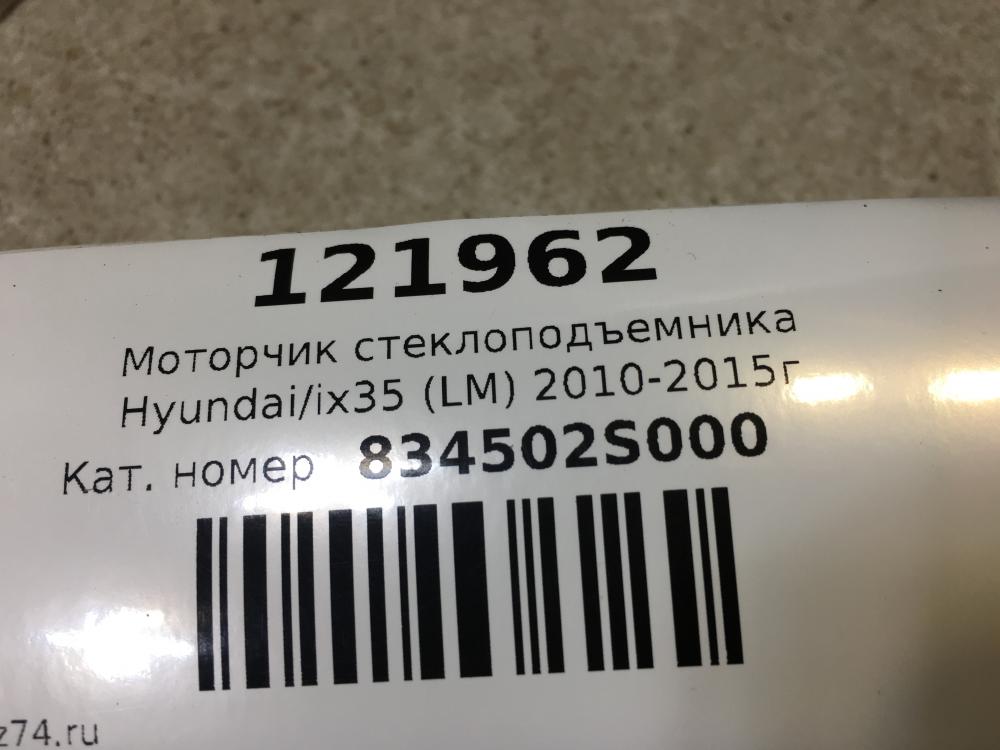 121962
Моторчик стеклоподъемника
Hyundai/ix35 (LM) 2010-2015г
Кат. номер 834502S000
z74.ru